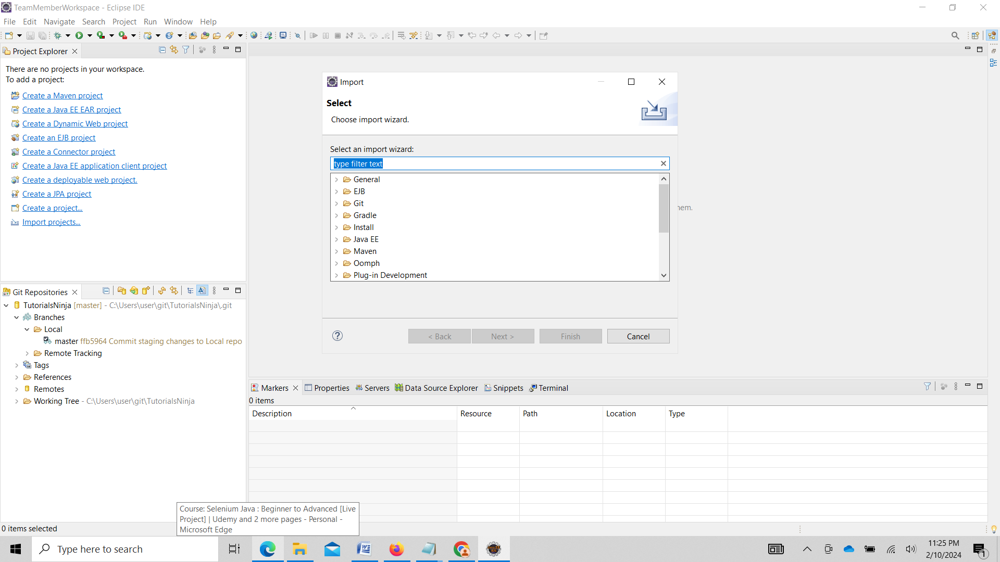 TeamMemberWorkspace - Eclipse IDE
File Edit Navigate Search Project Run Window Help
Project Explorer
There are no projects in your workspace.
To add a project:
Create a Maven project
Create a Java EE EAR project
Create a Dynamic Web project
Create an EJB project
Create a Connector project
Create a Java EE application client project
Create a deployable web project.
Create a JPA project
Create a project...
Import projects...
Import
Select
Choose import wizard.
Select an import wizard:
type filter text
General
EJB
Git
Gradle
Install
Java EE
Maven
Oomph
Plug-in Development
< Back Next > Finish Cancel
hem.
Git Repositories
TutorialsNinja [master] - C:\Users\user\git\TutorialsNinja\.git
Branches
Local
master ffb5964 Commit staging changes to Local repo
Remote Tracking
Tags
References
Remotes
Working Tree - C:\Users\user\git\TutorialsNinja
Markers Properties Servers Data Source Explorer Snippets Terminal
0 items
Description Resource Path Location Type
Course: Selenium Java : Beginner to Advanced [Live
Project] | Udemy and 2 more pages - Personal -
Microsoft Edge
0 items selected
Type here to search
11:25 PM
2/10/2024
1